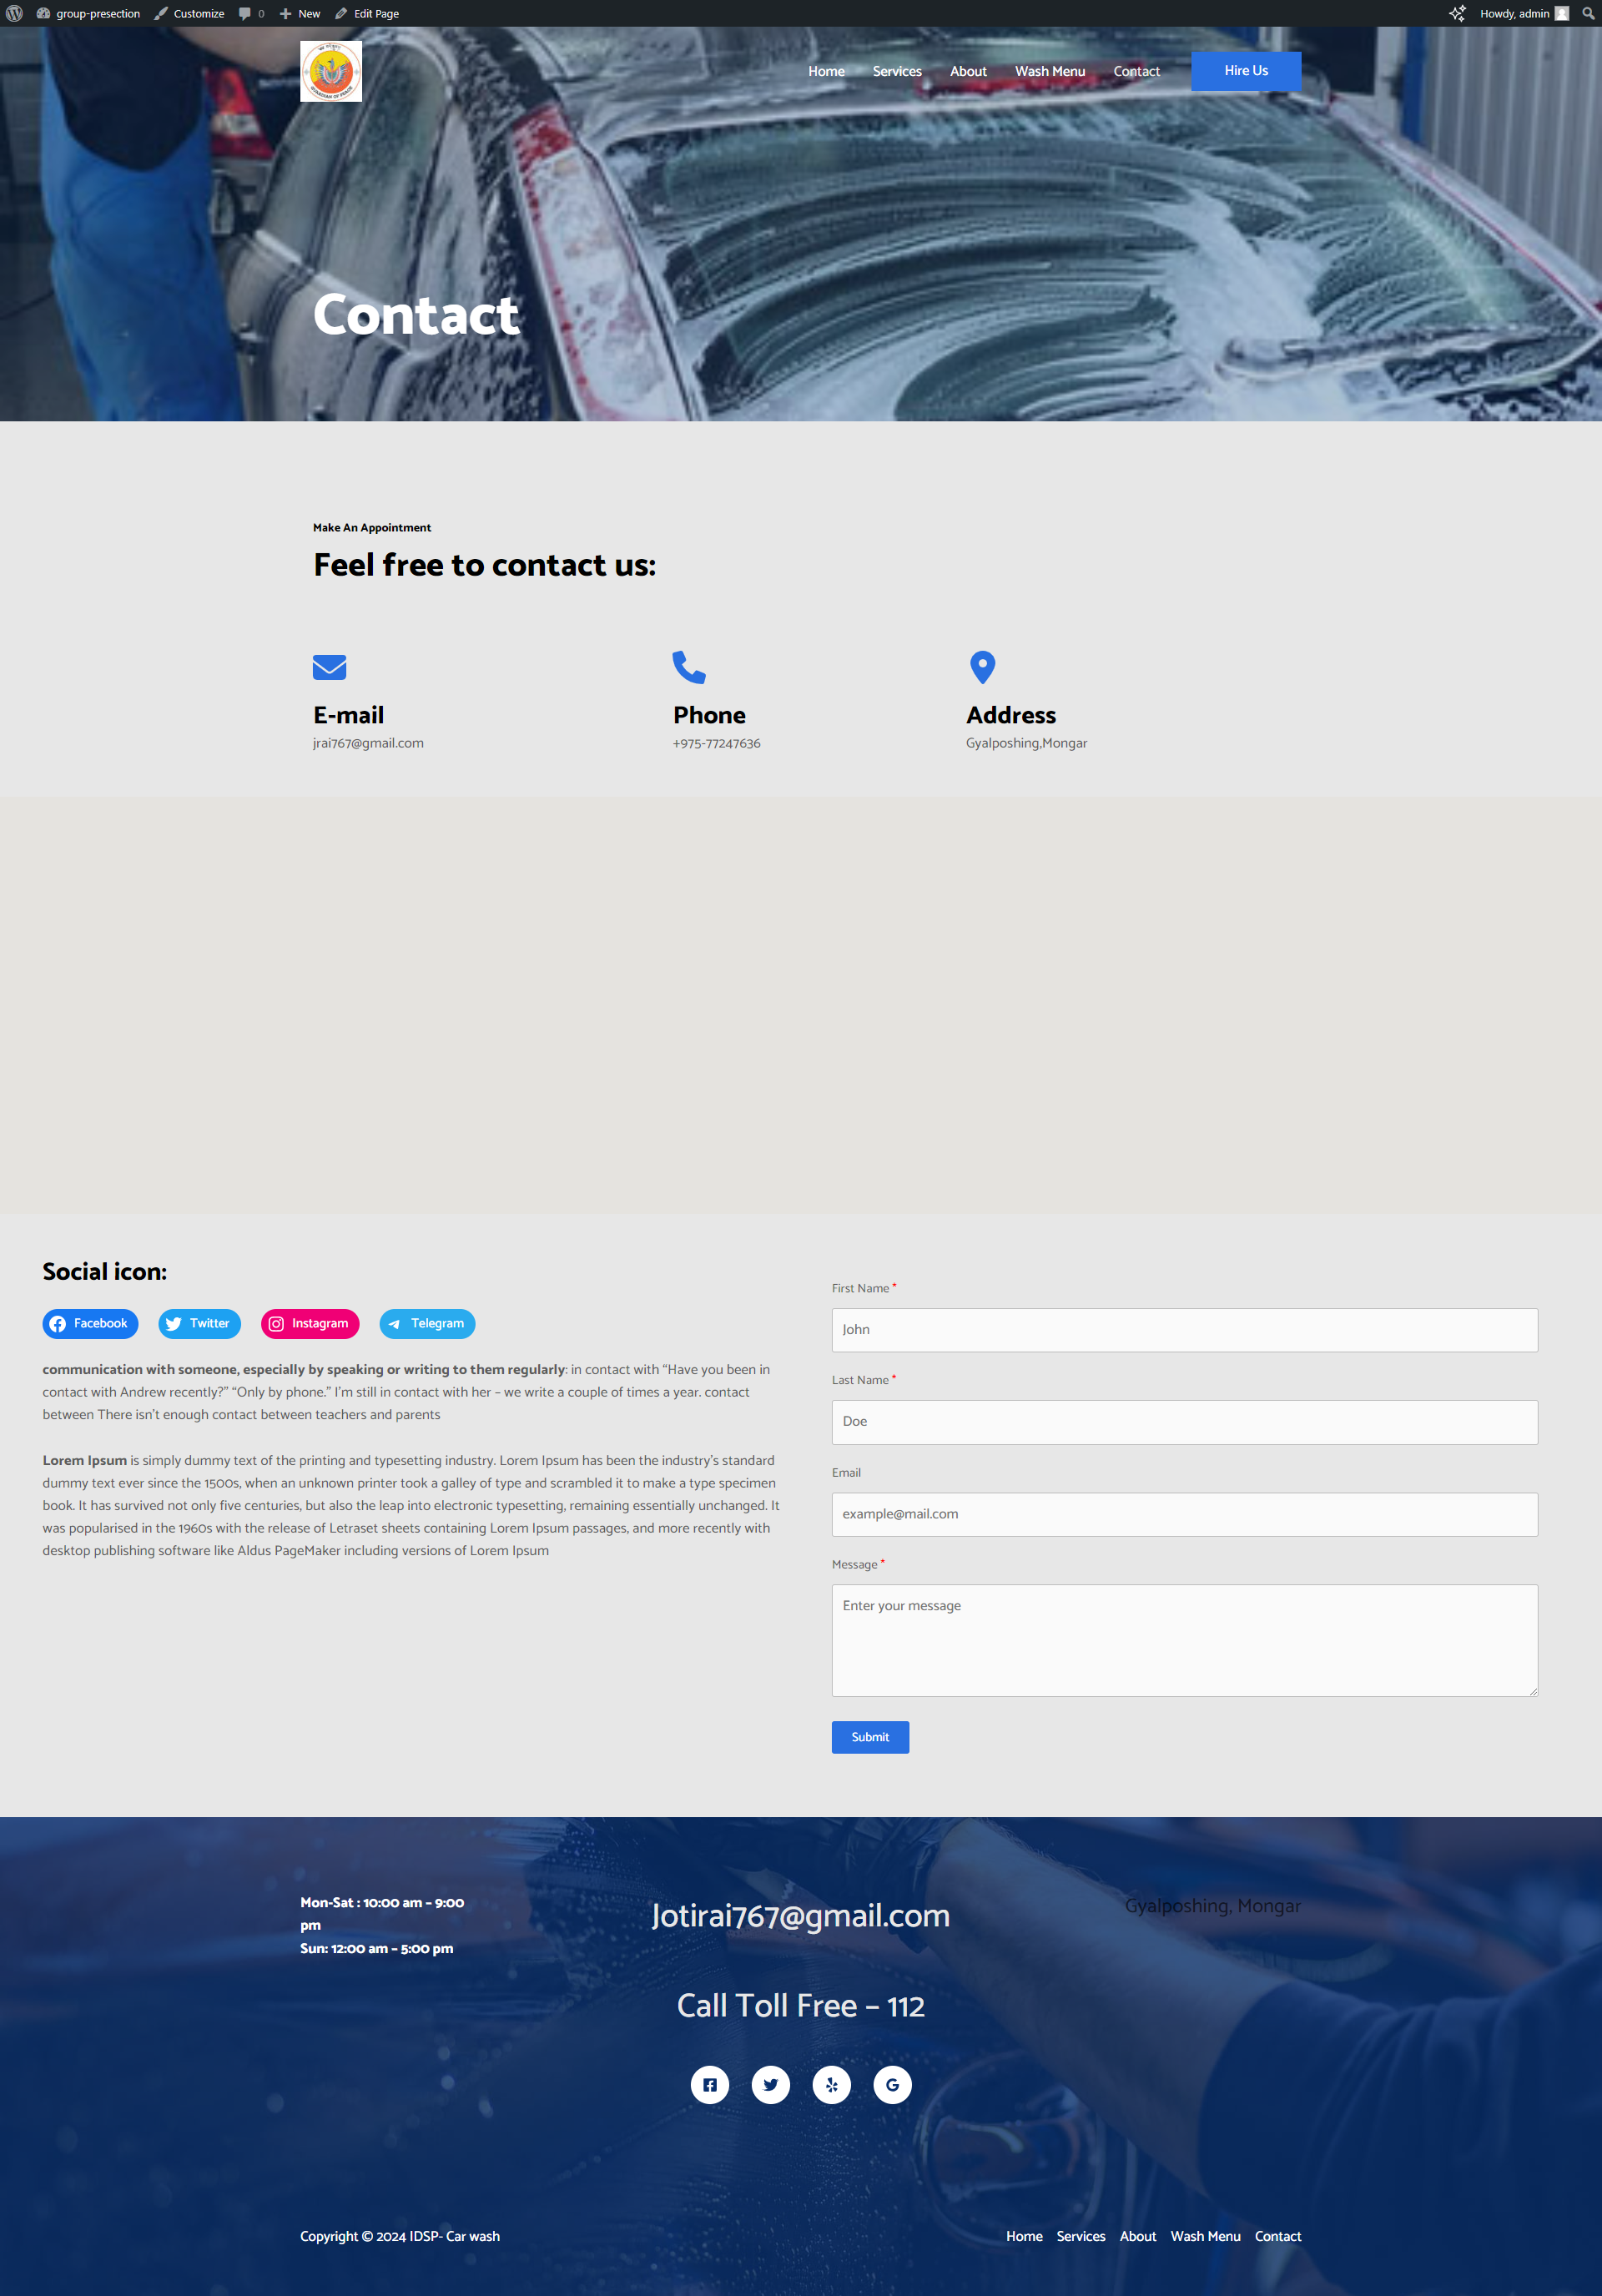 group-presection Customize 0 New Edit Page Howdy, admin
GUARDIAN OF PEACE
Home Services About Wash Menu Contact Hire Us
Contact
Make An Appointment
Feel free to contact us:
E-mail
jrai767@gmail.com
Phone
+975-77247636
Address
Gyalposhing,Mongar
Social icon:
Facebook Twitter Instagram Telegram
communication with someone, especially by speaking or writing to them regularly: in contact with “Have you been in
contact with Andrew recently?” “Only by phone.” I’m still in contact with her – we write a couple of times a year. contact
between There isn’t enough contact between teachers and parents
Lorem Ipsum is simply dummy text of the printing and typesetting industry. Lorem Ipsum has been the industry’s standard
dummy text ever since the 1500s, when an unknown printer took a galley of type and scrambled it to make a type specimen
book. It has survived not only five centuries, but also the leap into electronic typesetting, remaining essentially unchanged. It
was popularised in the 1960s with the release of Letraset sheets containing Lorem Ipsum passages, and more recently with
desktop publishing software like Aldus PageMaker including versions of Lorem Ipsum
First Name *
John
Last Name *
Doe
Email
example@mail.com
Message *
Enter your message
Submit
Mon-Sat : 10:00 am – 9:00
pm
Sun: 12:00 am – 5:00 pm
Jotirai767@gmail.com
Call Toll Free – 112
Gyalposhing, Mongar
Copyright © 2024 IDSP- Car wash
Home Services About Wash Menu Contact